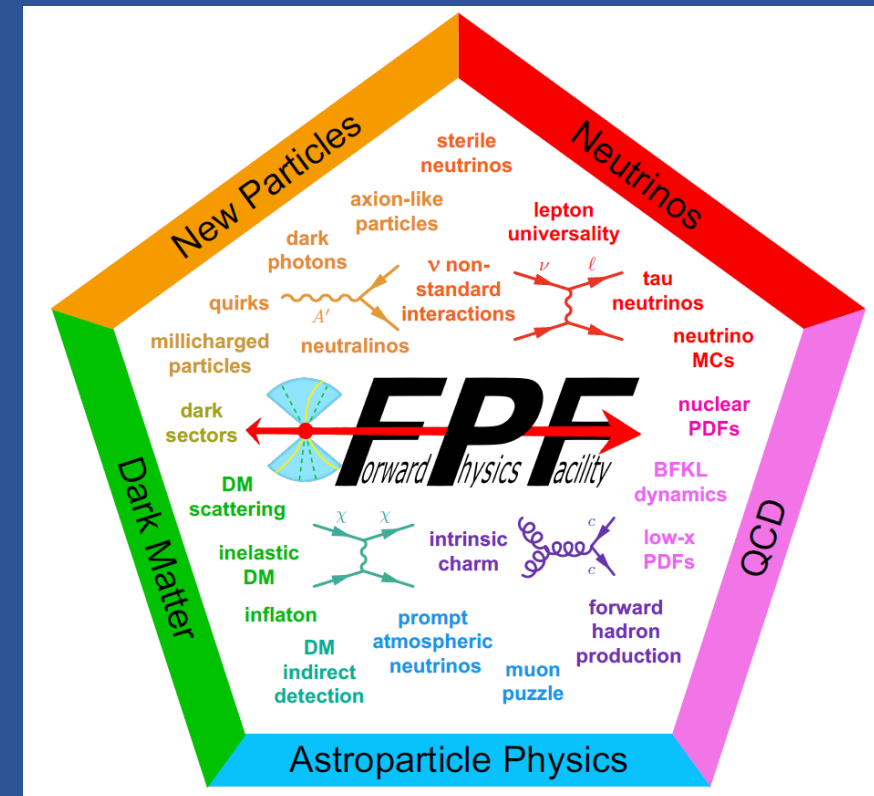 New Particles
Neutrinos
sterile
neutrinos
axion-like
particles
lepton
universality
dark
photons
ν non-
standard
interactions
ν
ℓ
tau
neutrinos
quirks
A′
neutralinos
millicharged
particles
neutrino
MCs
dark
sectors
Forward Physics Facility
nuclear
PDFs
BFKL
dynamics
DM
scattering
χ
χ
inelastic
DM
intrinsic
charm
c
c
low-x
PDFs
QCD
Dark Matter
inflaton
prompt
atmospheric
neutrinos
forward
hadron
production
DM
indirect
detection
muon
puzzle
Astroparticle Physics